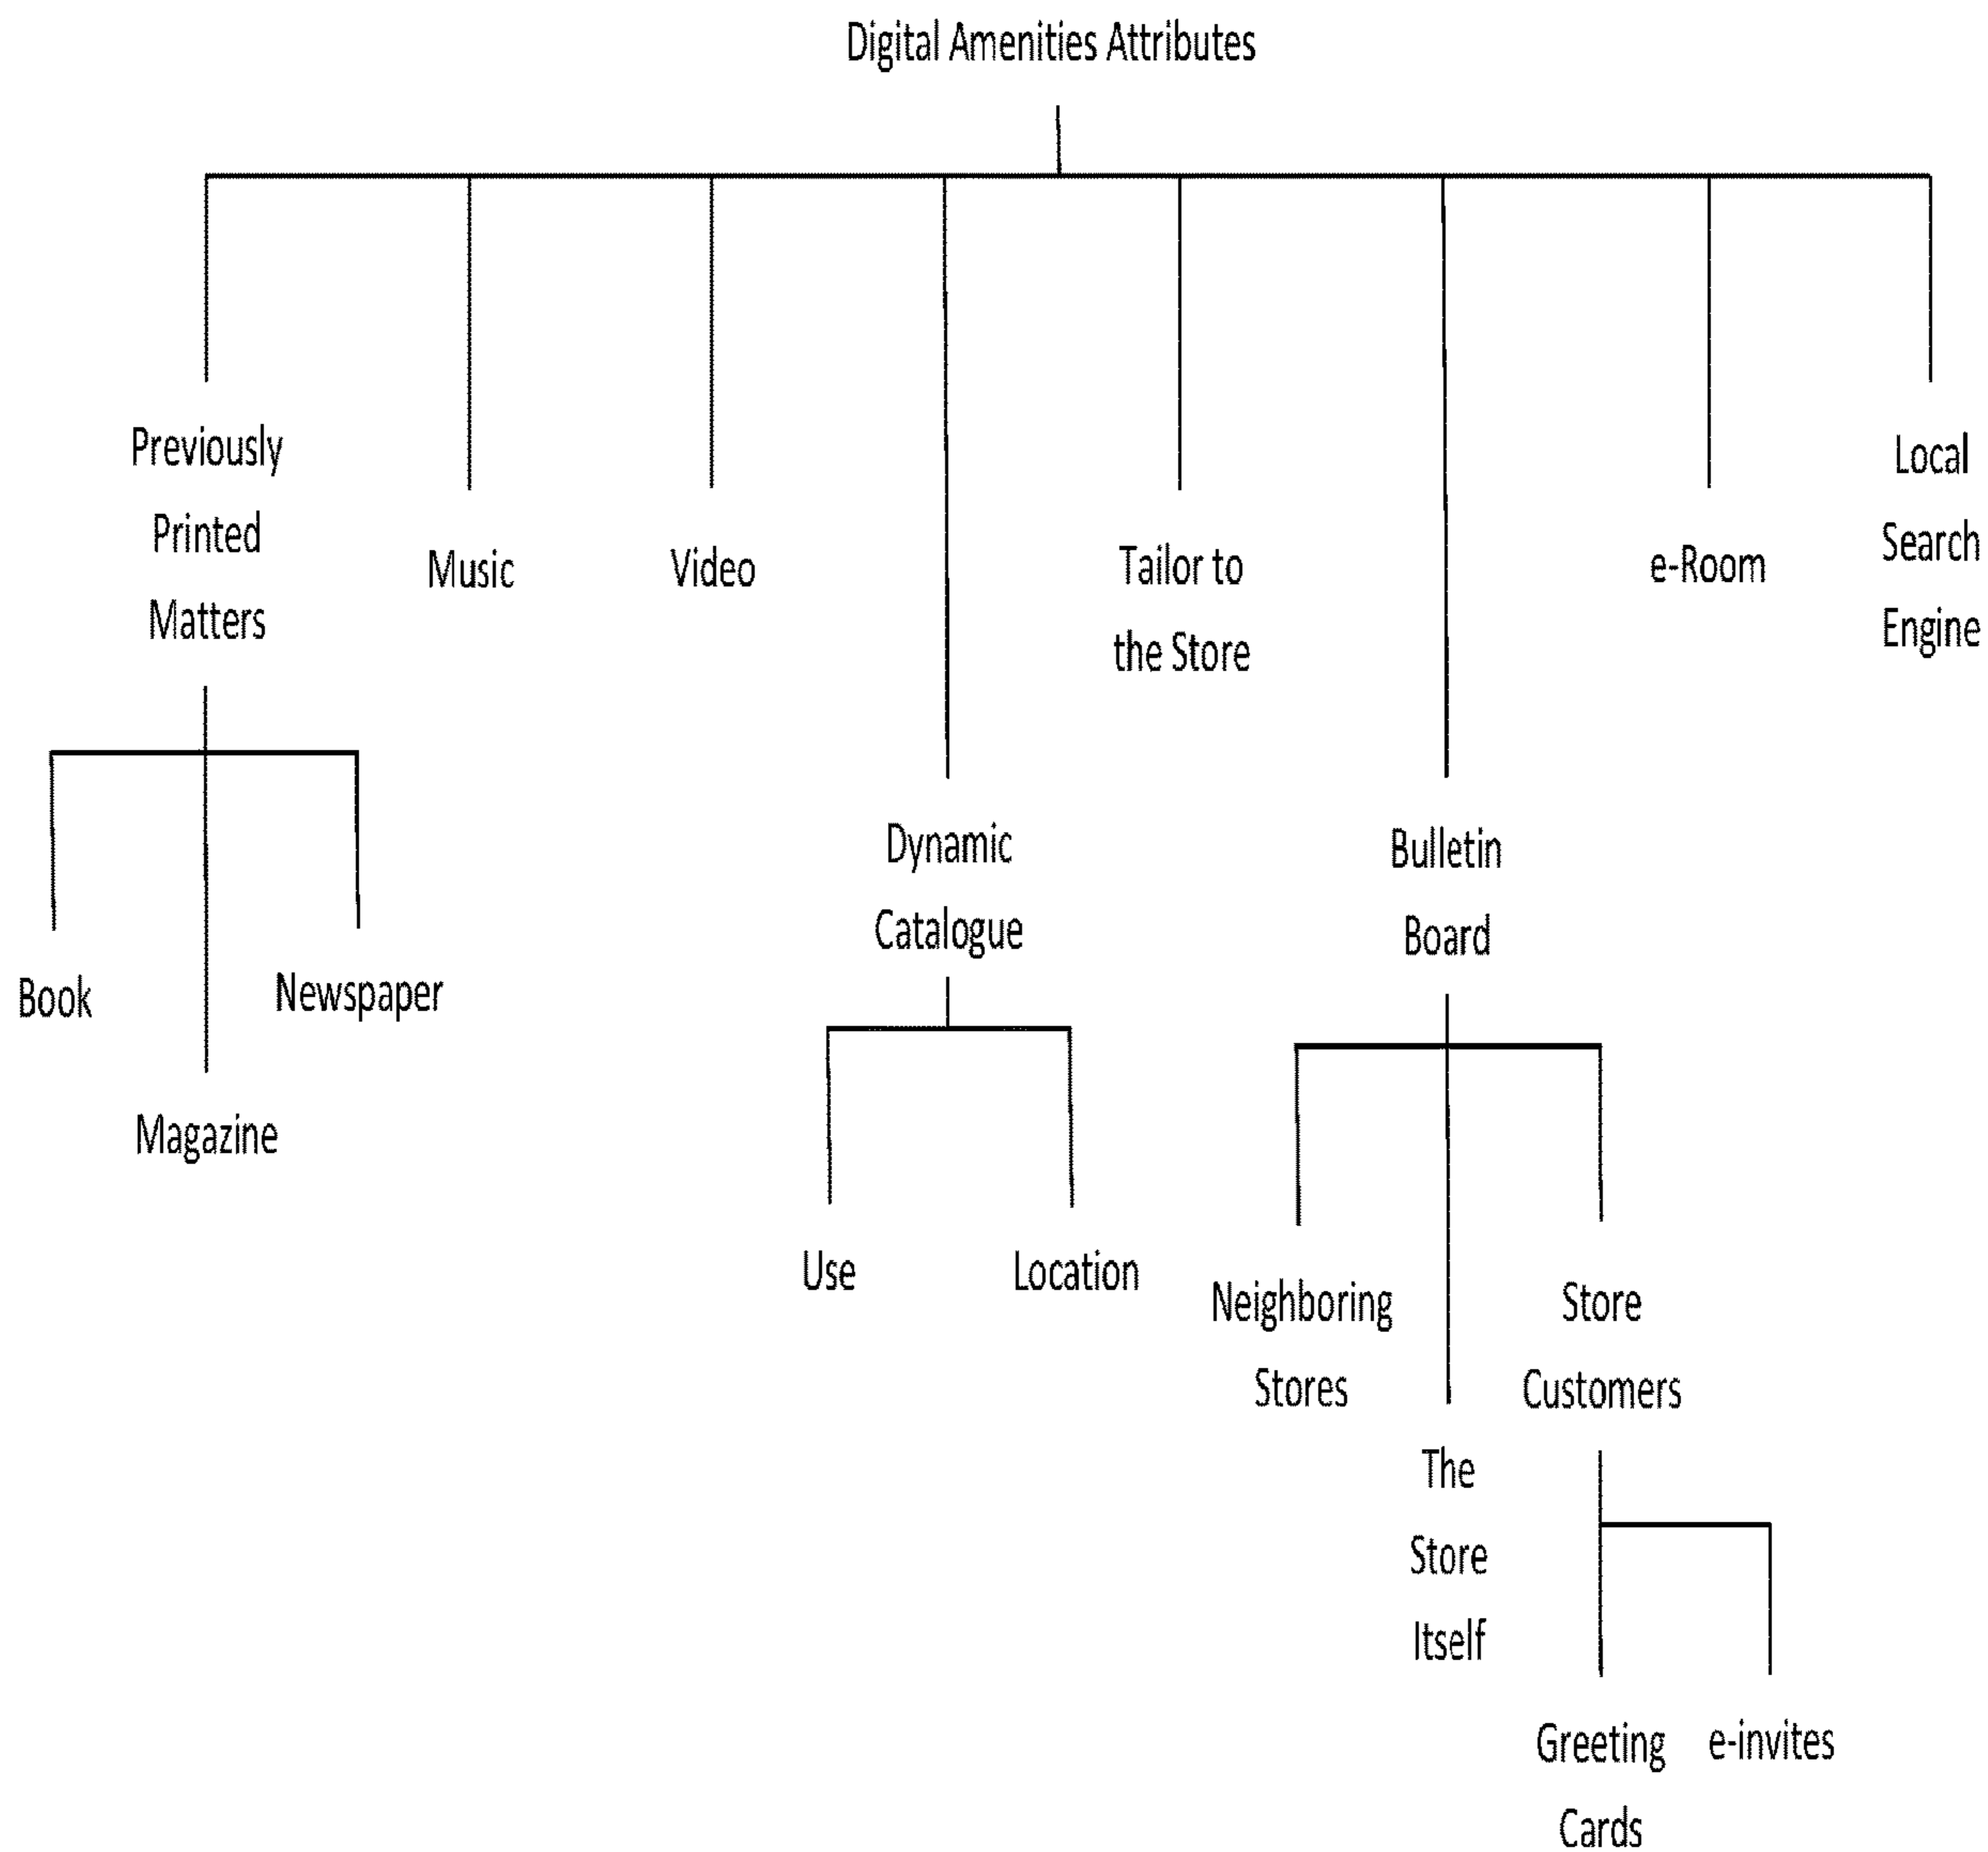 Digital Amenities Attributes
Previously
Printed
Matters
Music
Video
Tailor to
the Store
e-Room
Local
Search
Engine
Book
Magazine
Newspaper
Dynamic
Catalogue
Use
Location
Bulletin
Board
Neighboring
Stores
The
Store
Itself
Store
Customers
Greeting
Cards
e-invites